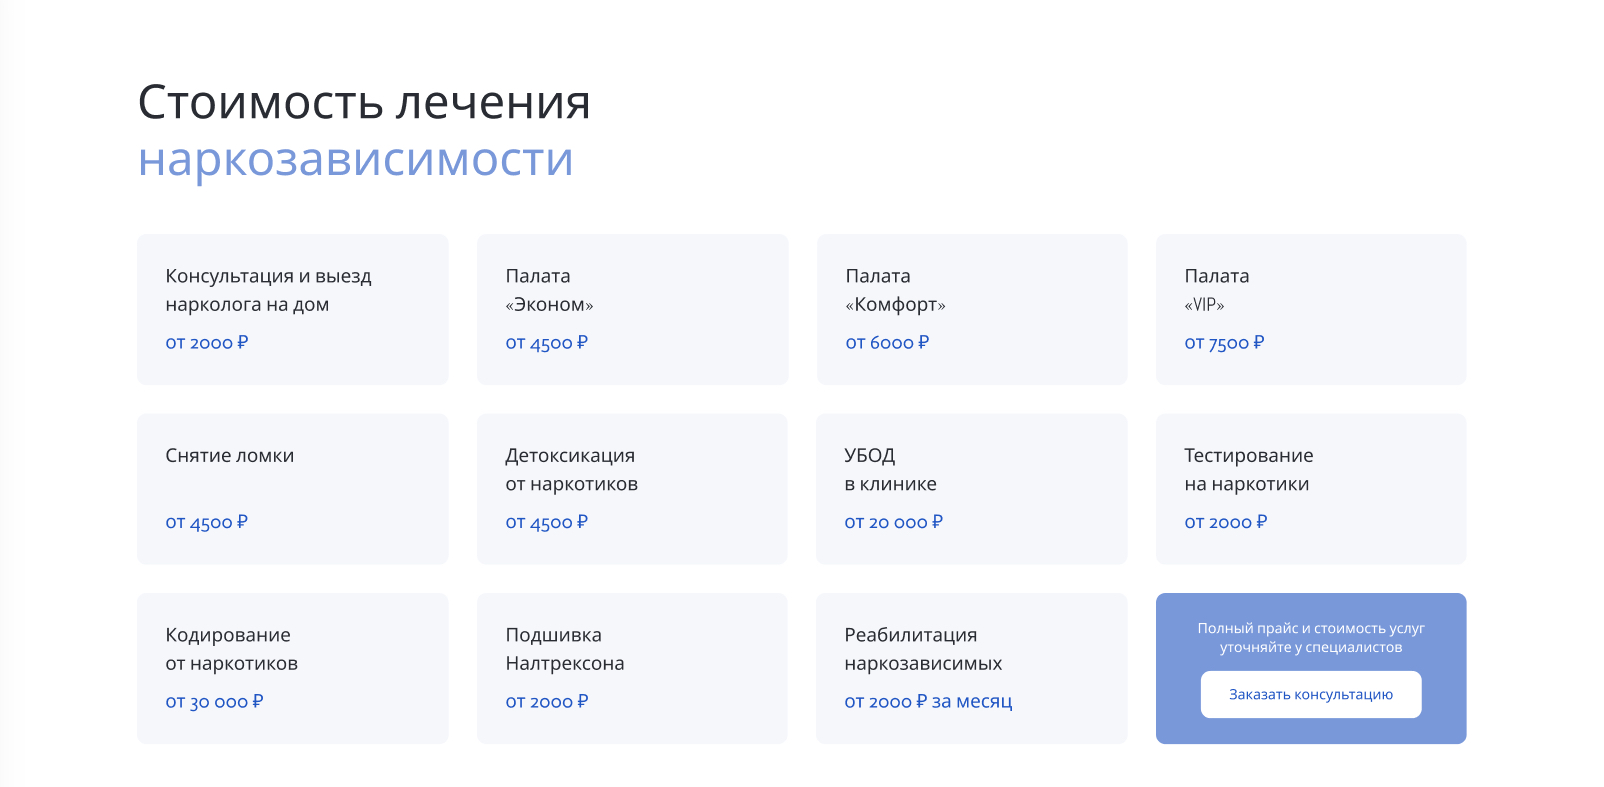 Стоимость лечения
наркозависимости
Консультация и выезд
нарколога на дом
от 2000 ₽
Палата
«Эконом»
от 4500 ₽
Палата
«Комфорт»
от 6000 ₽
Палата
«VIP»
от 7500 ₽
Снятие ломки
от 4500 ₽
Детоксикация
от наркотиков
от 4500 ₽
УБОД
в клинике
от 20 000 ₽
Тестирование
на наркотики
от 2000 ₽
Кодирование
от наркотиков
от 30 000 ₽
Подшивка
Налтрексона
от 2000 ₽
Реабилитация
наркозависимых
от 2000 ₽ за месяц
Полный прайс и стоимость услуг
уточняйте у специалистов
Заказать консультацию